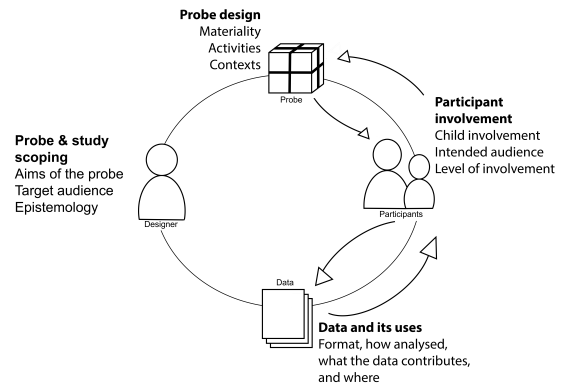 Probe design
Materiality
Activities
Contexts
Probe
Participant
involvement
Child involvement
Intended audience
Level of involvement
Probe & study
scoping
Aims of the probe
Target audience
Epistemology
Designer
Participants
Data
Data and its uses
Format, how analysed,
what the data contributes,
and where